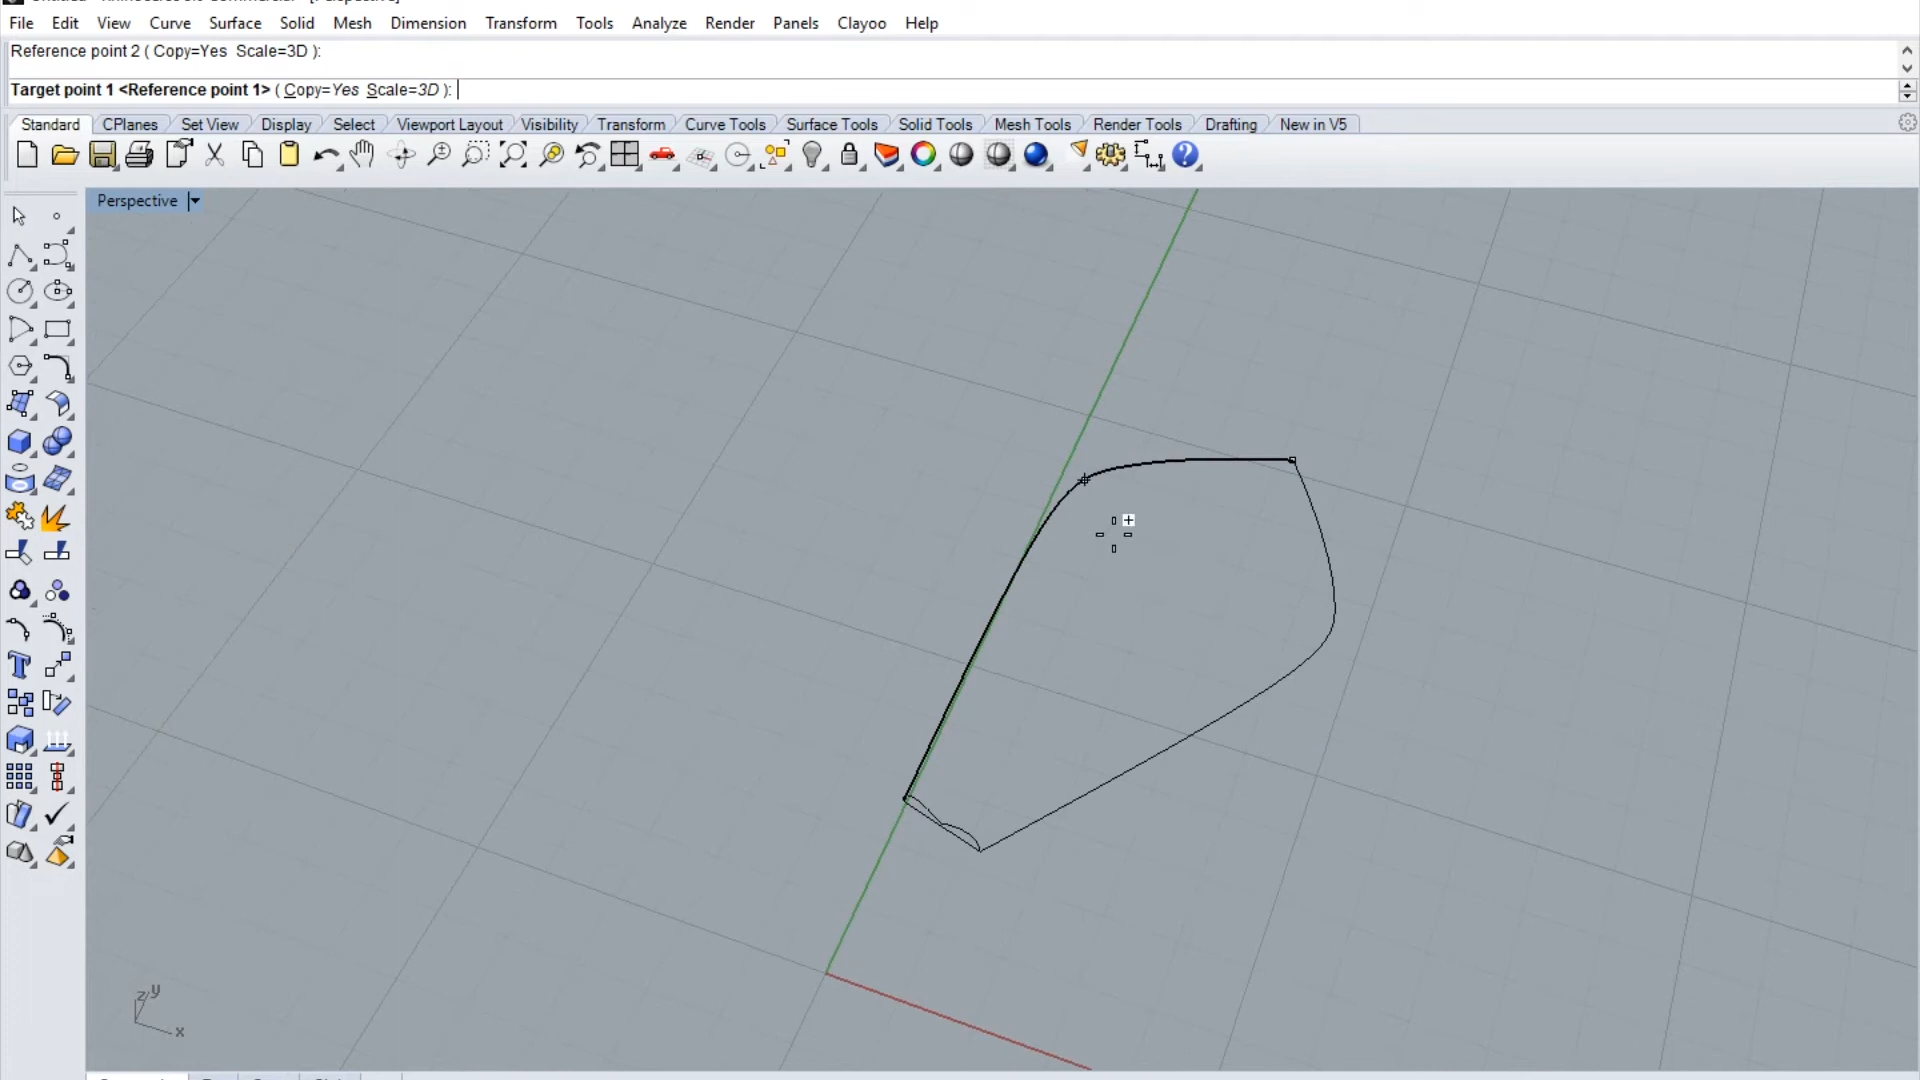 File Edit View Curve Surface Solid Mesh Dimension Transform Tools Analyze Render Panels Clayoo Help
Reference point 2 ( Copy=Yes Scale=3D ):
Target point 1 <Reference point 1> ( Copy=Yes Scale=3D ):
Standard CPlanes Set View Display Select Viewport Layout Visibility Transform Curve Tools Surface Tools Solid Tools Mesh Tools Render Tools Drafting New in V5
Perspective
z y
x